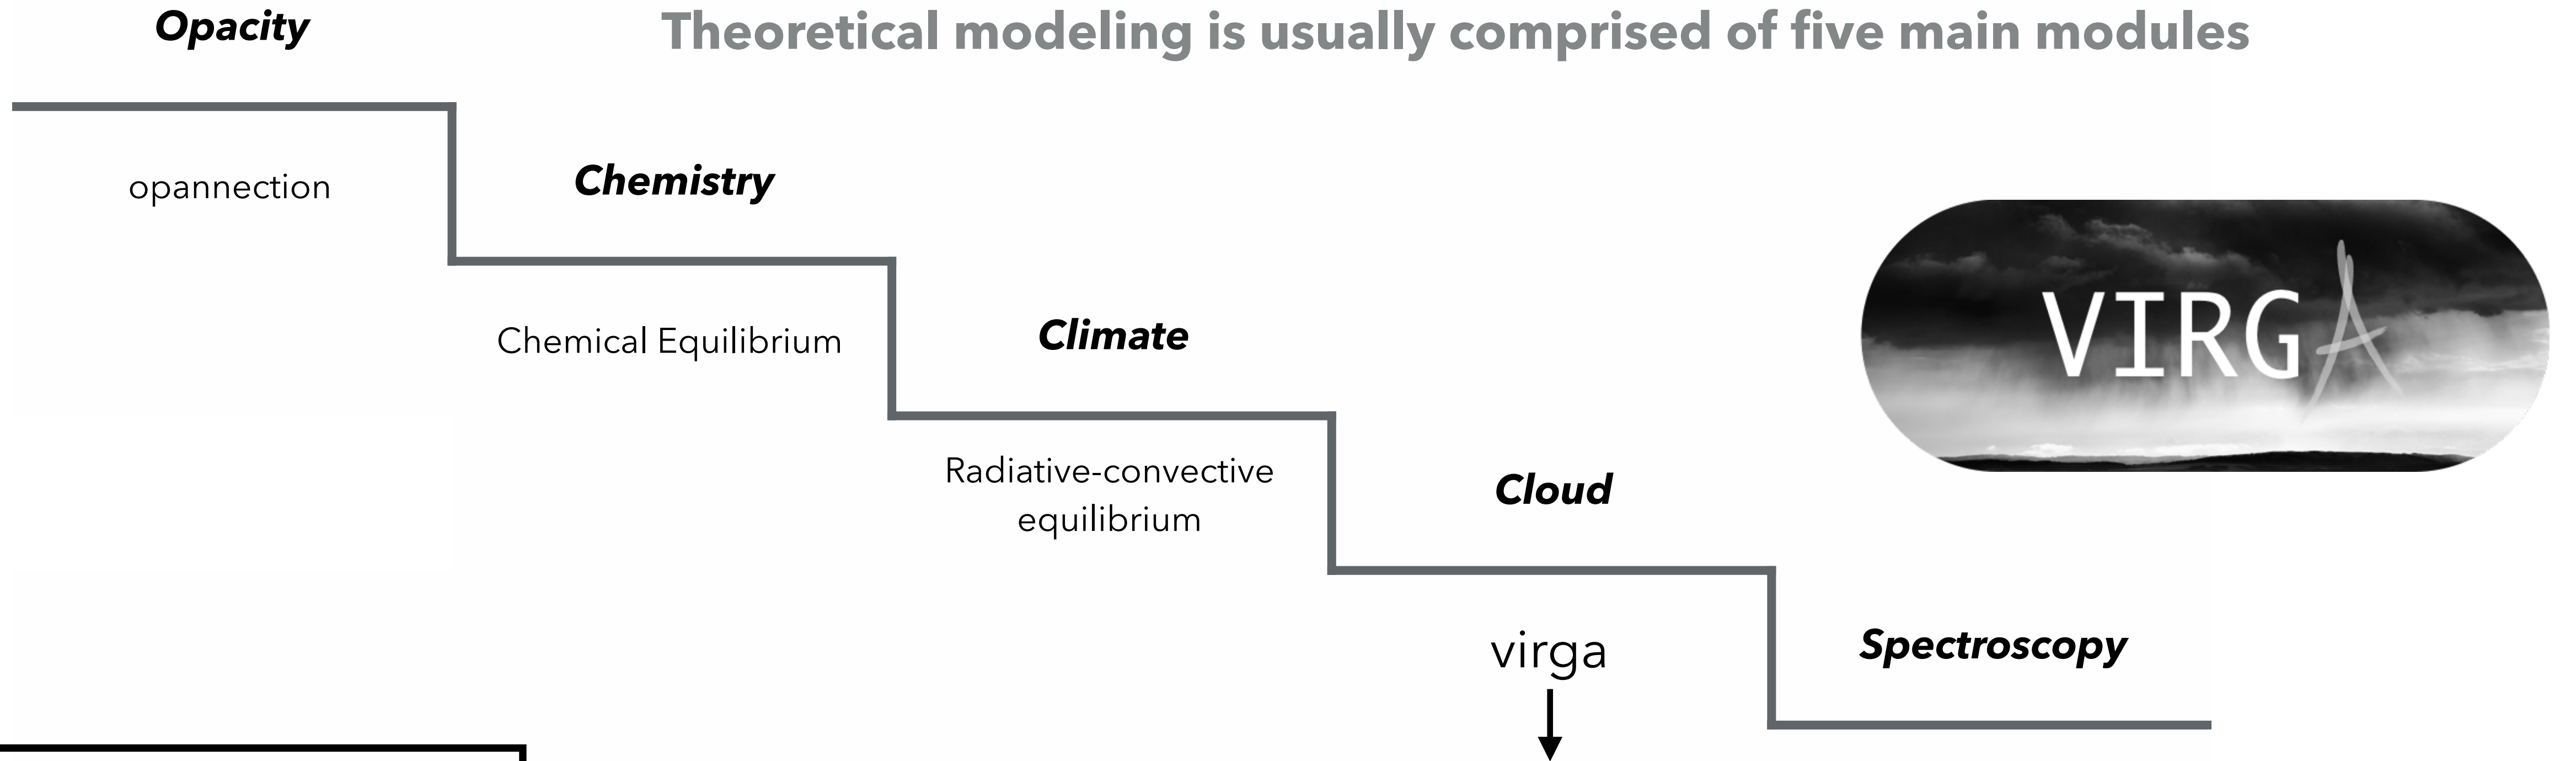 Opacity
Theoretical modeling is usually comprised of five main modules
opannection
Chemistry
Chemical Equilibrium
Climate
VIRGA
Radiative-convective
equilibrium
Cloud
virga
Spectroscopy